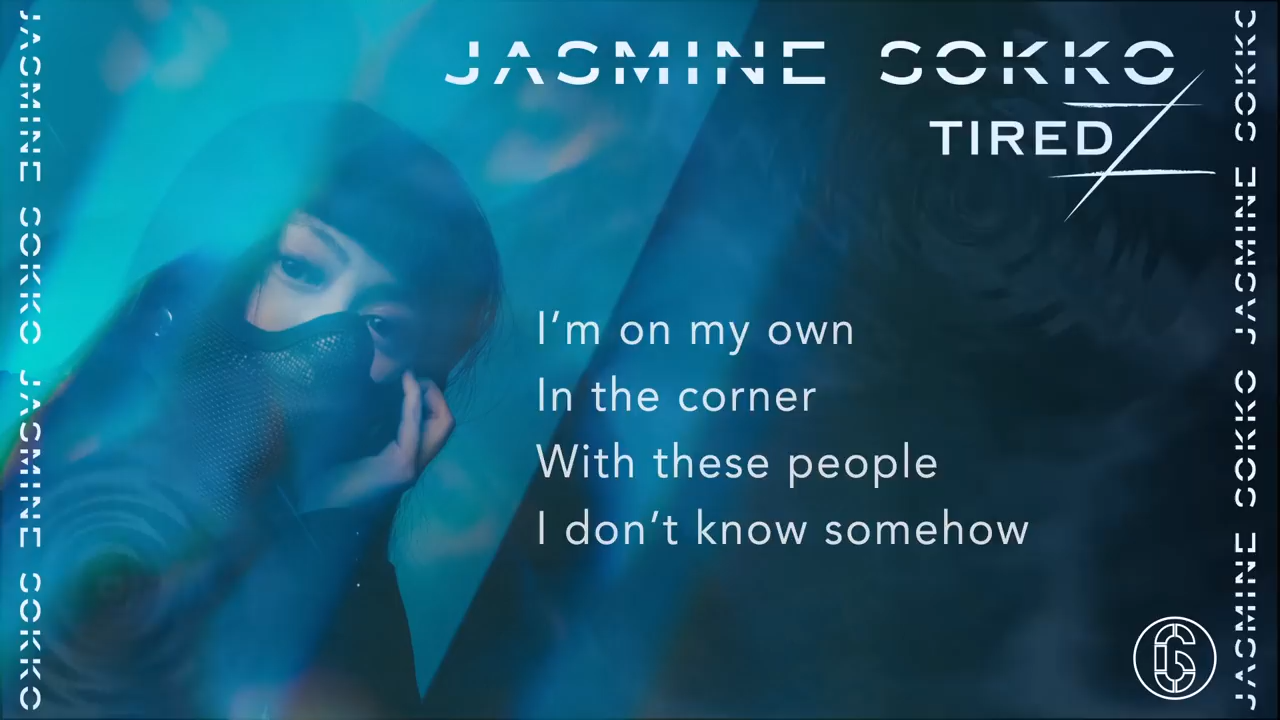 JASMINE SOKKO
TIRED
I’m on my own
In the corner
With these people
I don’t know somehow
JASMINE SOKKO JASMINE SOKKO
JASMINE SOKKO JASMINE SOKKO